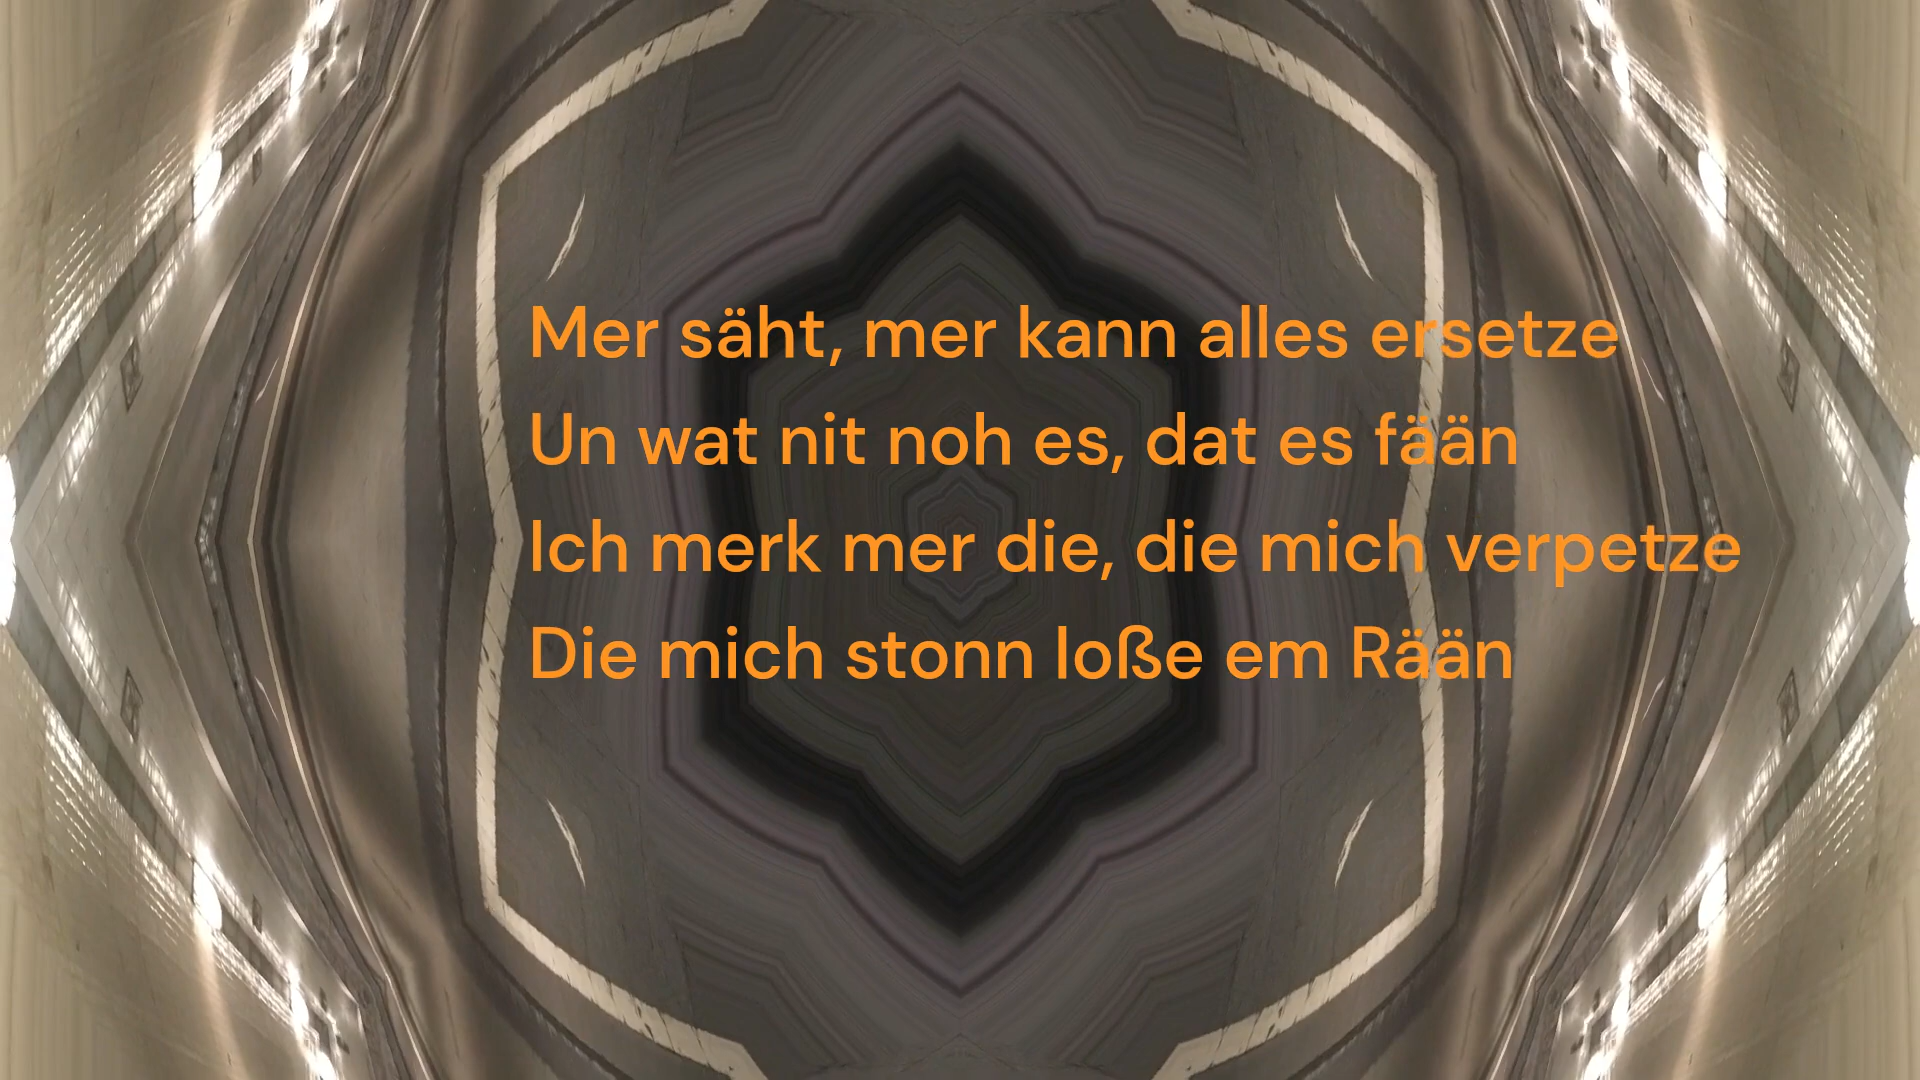 Mer säht, mer kann alles ersetze
Un wat nit noh es, dat es fään
Ich merk mer die, die mich verpetze
Die mich stonn loße em Rään